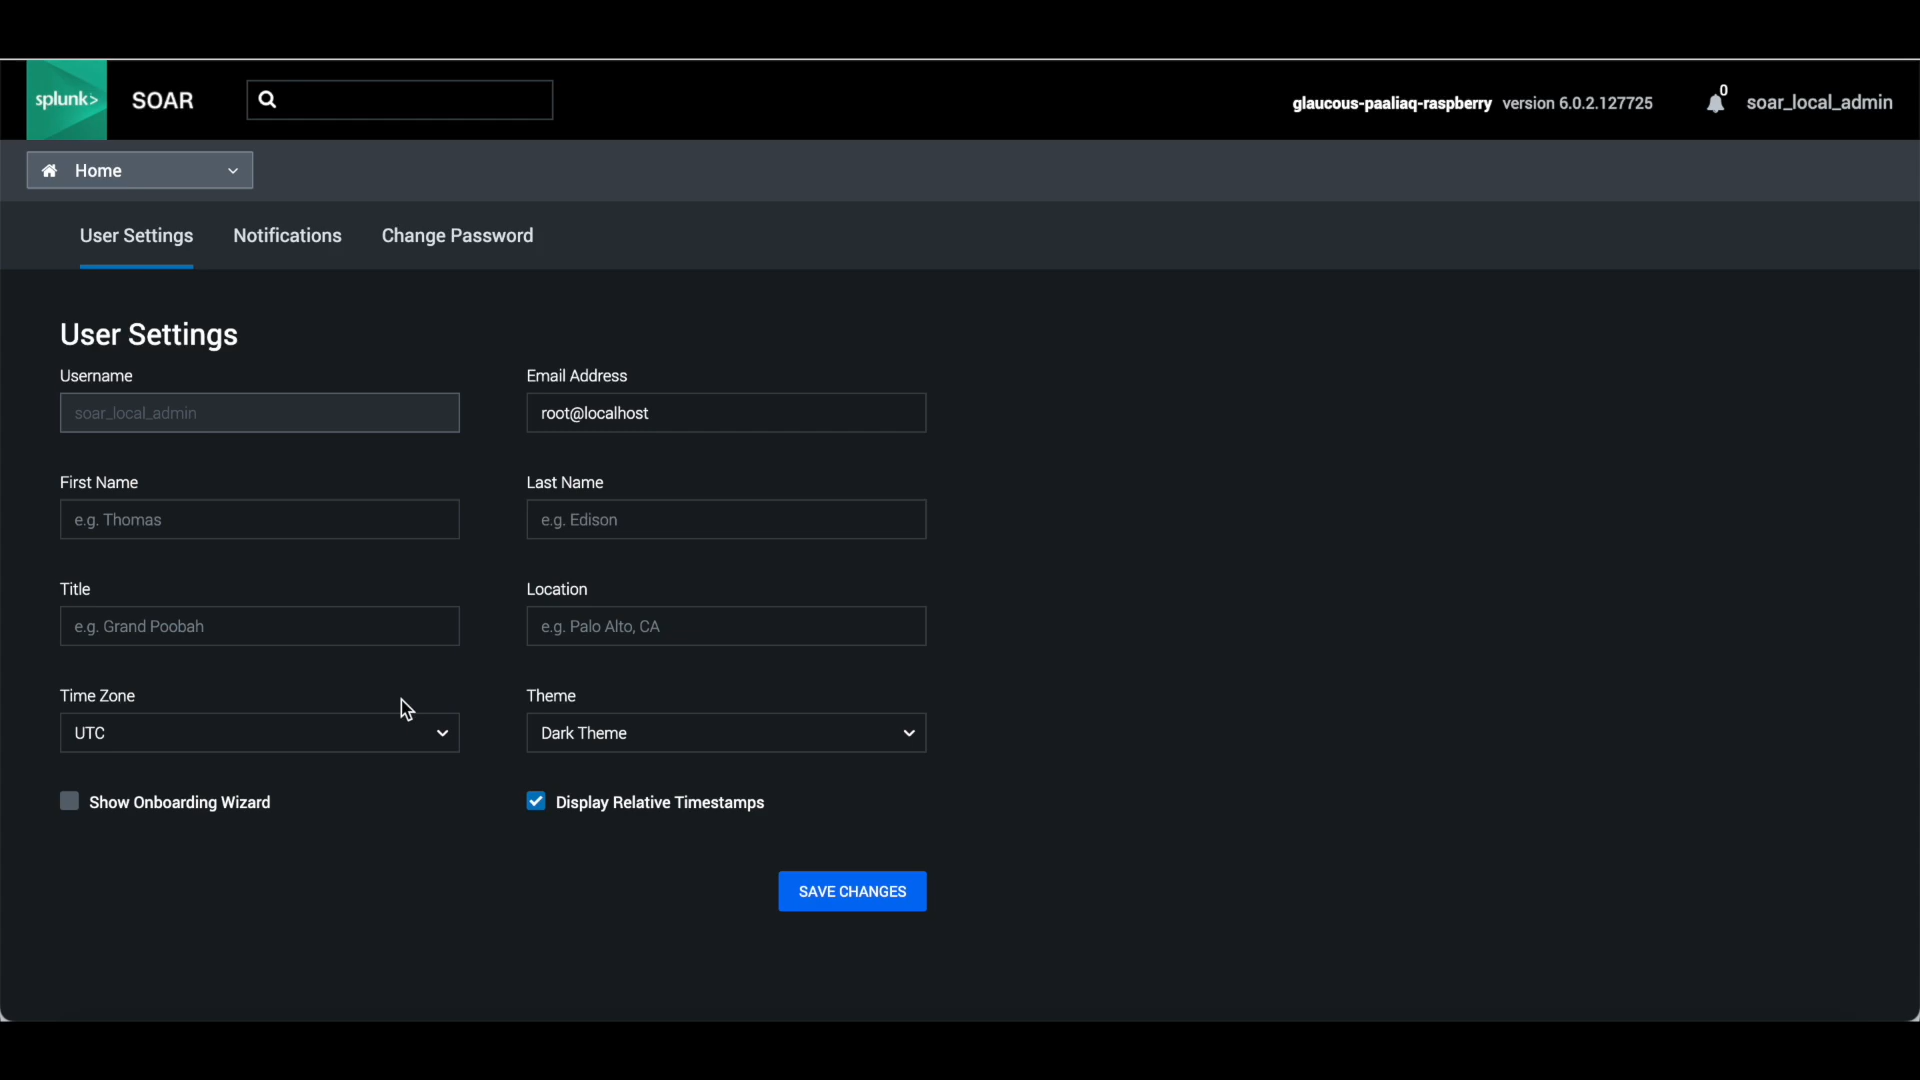 splunk> SOAR glaucous-paaliaq-raspberry version 6.0.2.127725 0 soar_local_admin
Home
User Settings Notifications Change Password
User Settings
Username Email Address
soar_local_admin root@localhost
First Name Last Name
e.g. Thomas e.g. Edison
Title Location
e.g. Grand Poobah e.g. Palo Alto, CA
Time Zone Theme
UTC Dark Theme
Show Onboarding Wizard Display Relative Timestamps
SAVE CHANGES